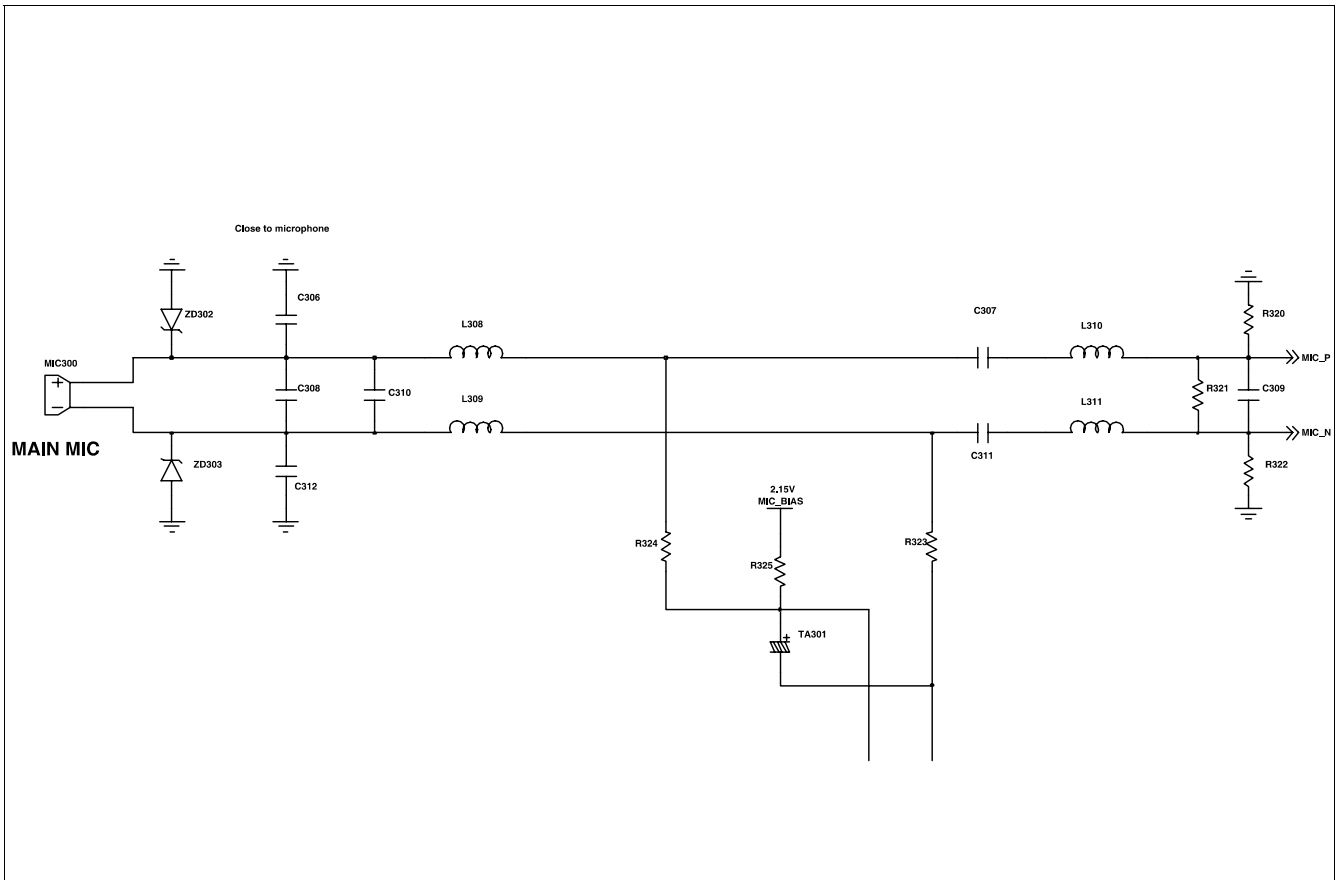 Close to microphone
C306
ZD302
C307
R320
L308
L310
MIC300
MIC_P
+
C308
C310
R321
C309
−
L309
L311
MIC_N
MAIN MIC
ZD303
C311
R322
C312
2.15V
MIC_BIAS
R324
R323
R325
+
TA301